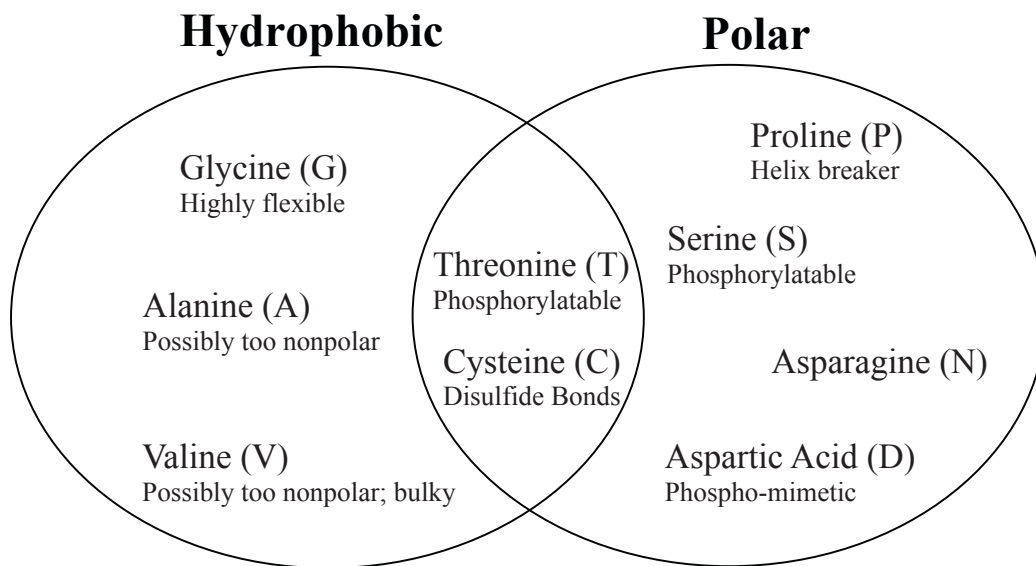 Hydrophobic
Polar
Glycine (G)
Highly flexible
Alanine (A)
Possibly too nonpolar
Valine (V)
Possibly too nonpolar; bulky
Threonine (T)
Phosphorylatable
Cysteine (C)
Disulfide Bonds
Proline (P)
Helix breaker
Serine (S)
Phosphorylatable
Asparagine (N)
Aspartic Acid (D)
Phospho-mimetic